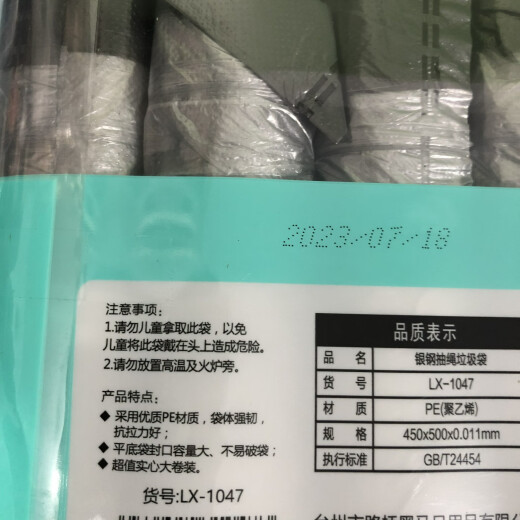 2023/07/18
注意事项:
1.请勿儿童拿取此袋，以免
儿童将此袋戴在头上造成危险。
2.请勿放置高温及火炉旁。
产品特点:
◆ 采用优质PE材质，袋体强韧，
抗拉力好；
◆ 平底袋封口容量大、不易破袋；
◆ 超值实心大卷装。
货号:LX-1047
品质表示
品 名 银钢抽绳垃圾袋
货 号 LX-1047
材 质 PE(聚乙烯)
规 格 450x500x0.011mm
执行标准 GB/T24454